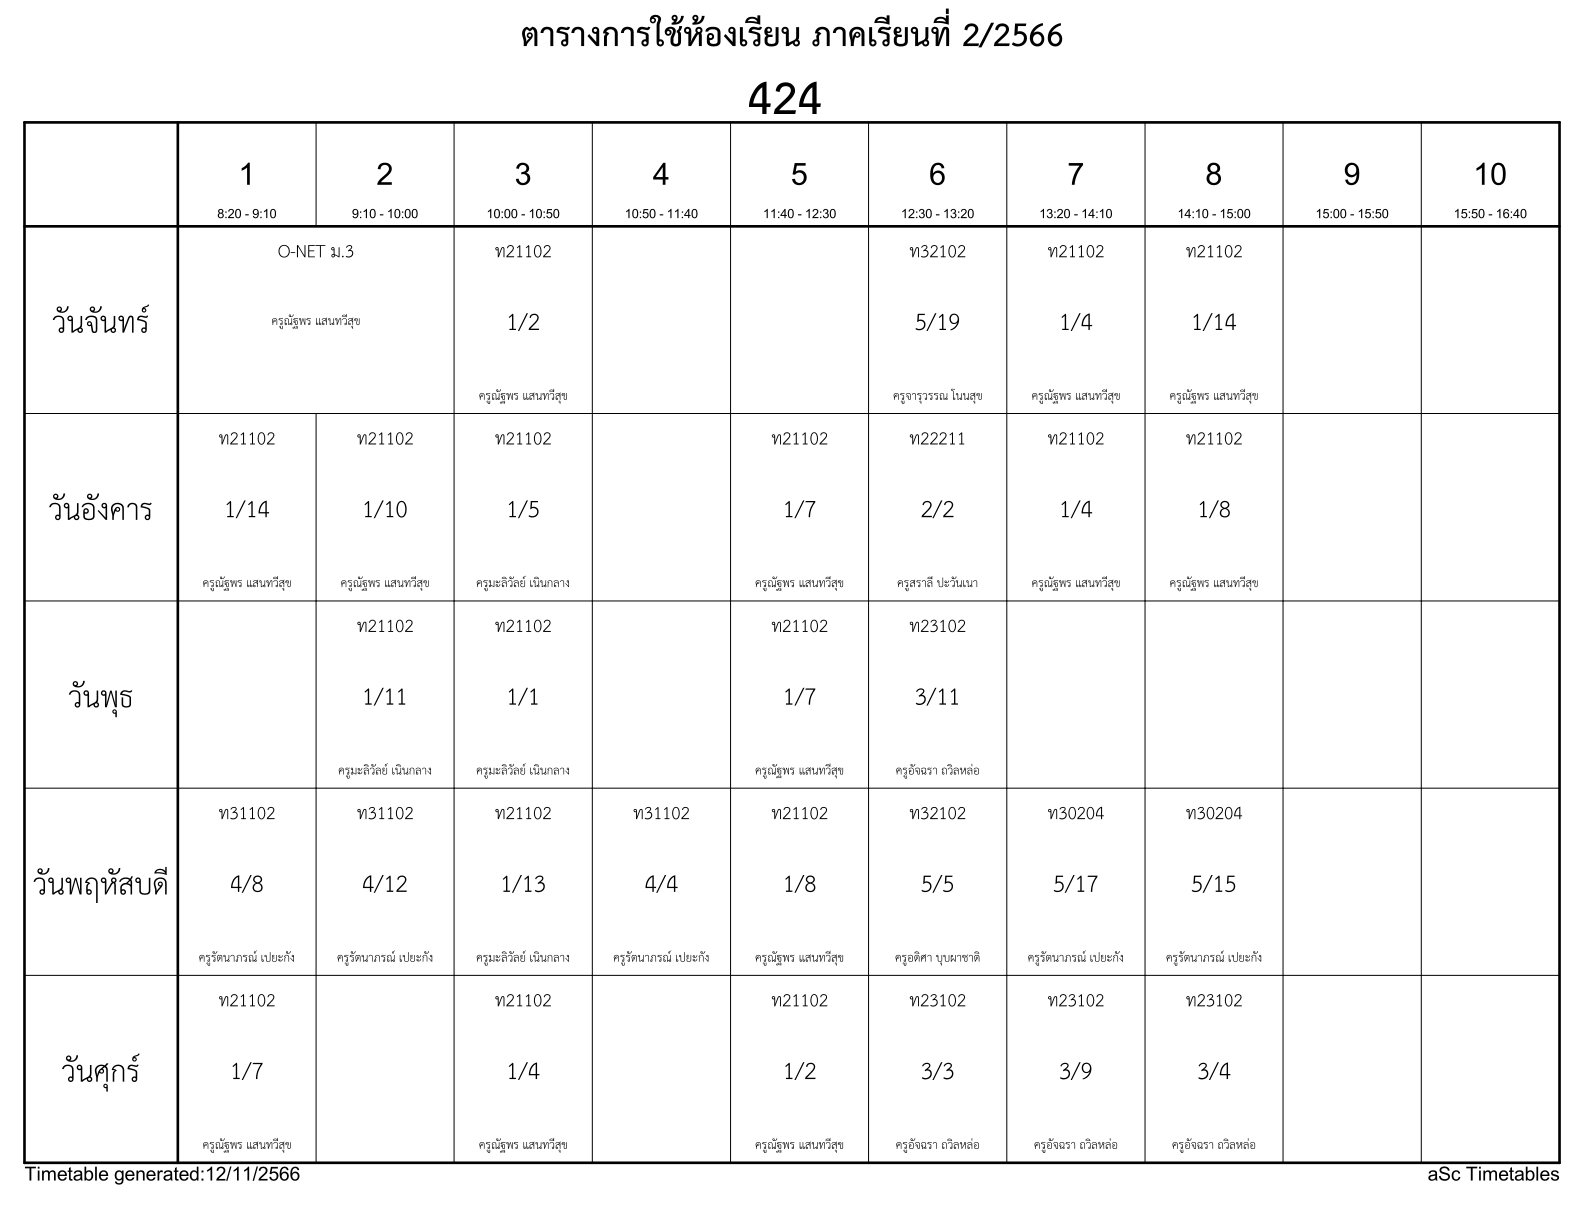 ตารางการใช้ห้องเรียน ภาคเรียนที่ 2/2566
424
1 2 3 4 5 6 7 8 9 10
8:20 - 9:10 9:10 - 10:00 10:00 - 10:50 10:50 - 11:40 11:40 - 12:30 12:30 - 13:20 13:20 - 14:10 14:10 - 15:00 15:00 - 15:50 15:50 - 16:40
O-NET ม.3 ท21102 ท32102 ท21102 ท21102
วันจันทร์ ครูณัฐพร แสนทวีสุข 1/2 5/19 1/4 1/14
ครูณัฐพร แสนทวีสุข ครูจารุวรรณ โนนสุข ครูณัฐพร แสนทวีสุข ครูณัฐพร แสนทวีสุข
ท21102 ท21102 ท21102 ท21102 ท22211 ท21102 ท21102
วันอังคาร 1/14 1/10 1/5 1/7 2/2 1/4 1/8
ครูณัฐพร แสนทวีสุข ครูณัฐพร แสนทวีสุข ครูมะลิวัลย์ เนินกลาง ครูณัฐพร แสนทวีสุข ครูสราลี ปะวันเนา ครูณัฐพร แสนทวีสุข ครูณัฐพร แสนทวีสุข
ท21102 ท21102 ท21102 ท23102
วันพุธ 1/11 1/1 1/7 3/11
ครูมะลิวัลย์ เนินกลาง ครูมะลิวัลย์ เนินกลาง ครูณัฐพร แสนทวีสุข ครูอัจฉรา ถวิลหล่อ
ท31102 ท31102 ท21102 ท31102 ท21102 ท32102 ท30204 ท30204
วันพฤหัสบดี 4/8 4/12 1/13 4/4 1/8 5/5 5/17 5/15
ครูรัตนาภรณ์ เปยะกัง ครูรัตนาภรณ์ เปยะกัง ครูมะลิวัลย์ เนินกลาง ครูรัตนาภรณ์ เปยะกัง ครูณัฐพร แสนทวีสุข ครูอติศา บุบผาชาติ ครูรัตนาภรณ์ เปยะกัง ครูรัตนาภรณ์ เปยะกัง
ท21102 ท21102 ท21102 ท23102 ท23102 ท23102
วันศุกร์ 1/7 1/4 1/2 3/3 3/9 3/4
ครูณัฐพร แสนทวีสุข ครูณัฐพร แสนทวีสุข ครูณัฐพร แสนทวีสุข ครูอัจฉรา ถวิลหล่อ ครูอัจฉรา ถวิลหล่อ ครูอัจฉรา ถวิลหล่อ
Timetable generated:12/11/2566 aSc Timetables